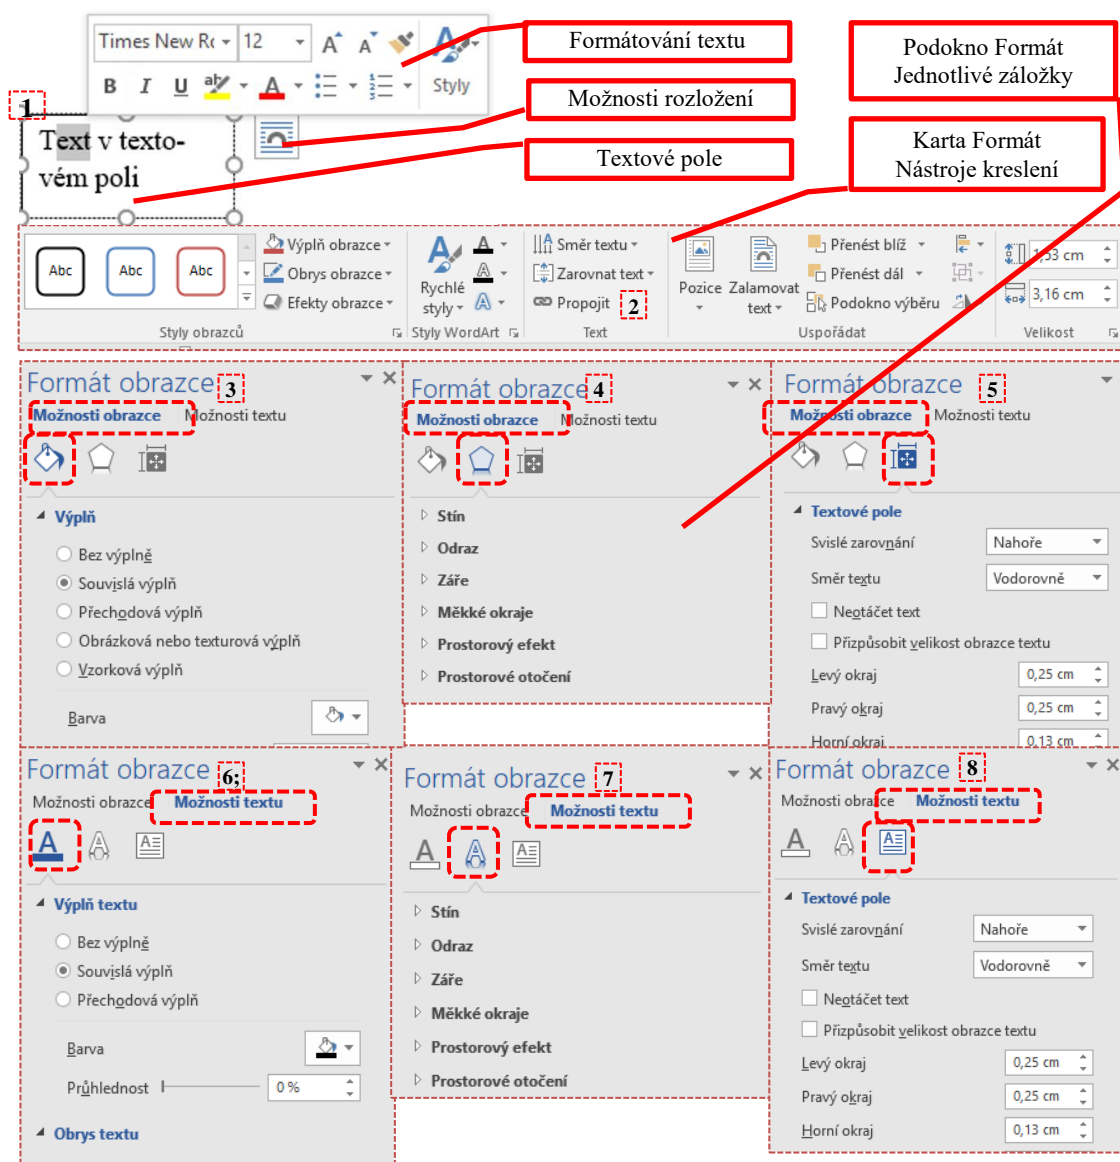 Times New Ro 12
B I U Styly
Formátování textu
Možnosti rozložení
Textové pole
Podokno Formát
Jednotlivé záložky
Karta Formát
Nástroje kreslení
1
Text v texto-
vém poli
Abc Abc Abc
Výplň obrazce
Obrys obrazce
Efekty obrazce
Styly obrazců
Rychlé
styly
Styly WordArt
Směr textu
Zarovnat text
Propojit 2
Text
Pozice
Zalamovat
text
Přenést blíž
Přenést dál
Podokno výběru
Uspořádat
cm
3,16 cm
Velikost
Formát obrazce 3
Možnosti obrazce Možnosti textu
Výplň
Bez výplně
Souvislá výplň
Přechodová výplň
Obrázková nebo texturová výplň
Vzorková výplň
Barva
Formát obrazce 4
Možnosti obrazce Možnosti textu
Stín
Odraz
Záře
Měkké okraje
Prostorový efekt
Prostorové otočení
Formát obrazce 5
Možnosti obrazce Možnosti textu
Textové pole
Svislé zarovnání Nahoře
Směr textu Vodorovně
Neotáčet text
Přizpůsobit velikost obrazce textu
Levý okraj 0,25 cm
Pravý okraj 0,25 cm
Horní okraj 0,13 cm
Formát obrazce 6;
Možnosti obrazce Možnosti textu
Výplň textu
Bez výplně
Souvislá výplň
Přechodová výplň
Barva
Průhlednost 0 %
Obrys textu
Formát obrazce 7
Možnosti obrazce Možnosti textu
Stín
Odraz
Záře
Měkké okraje
Prostorový efekt
Prostorové otočení
Formát obrazce 8
Možnosti obrazce Možnosti textu
Textové pole
Svislé zarovnání Nahoře
Směr textu Vodorovně
Neotáčet text
Přizpůsobit velikost obrazce textu
Levý okraj 0,25 cm
Pravý okraj 0,25 cm
Horní okraj 0,13 cm